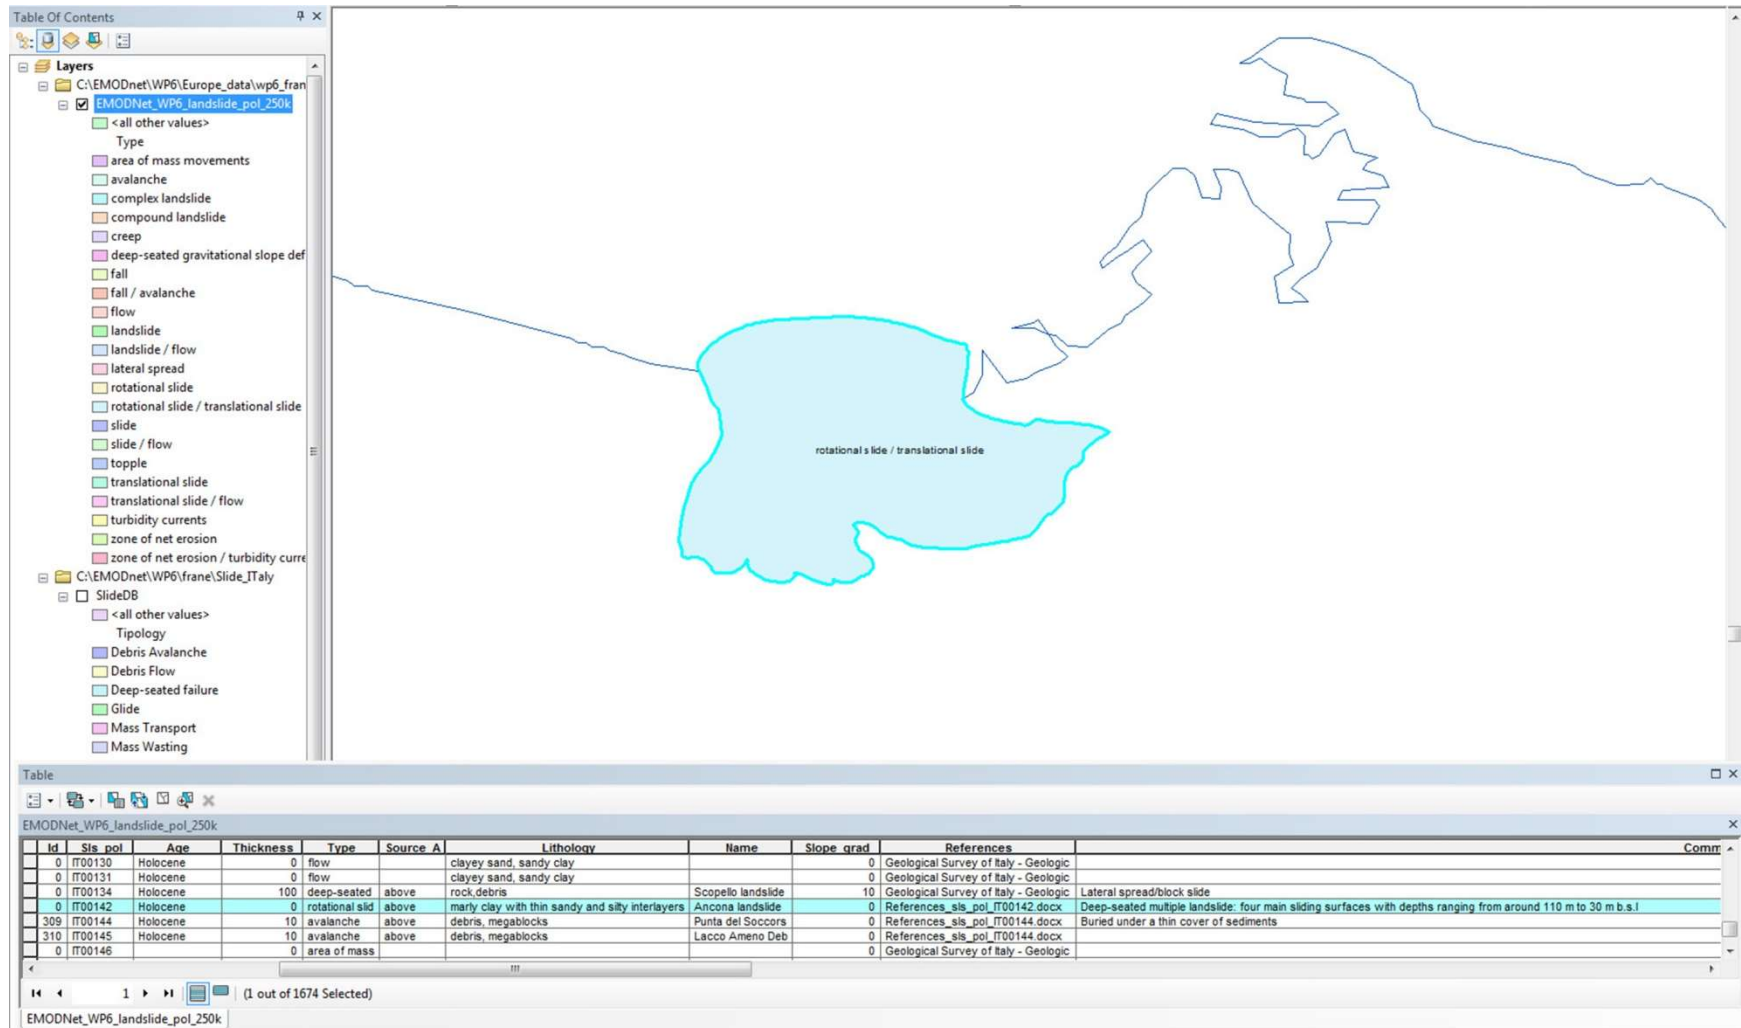 Table Of Contents
Layers
C:\EMODnet\WP6\Europe_data\wp6_fran
EMODNet_WP6_landslide_pol_250k
<all other values>
Type
area of mass movements
avalanche
complex landslide
compound landslide
creep
deep-seated gravitational slope def
fall
fall / avalanche
flow
landslide
landslide / flow
lateral spread
rotational slide
rotational slide / translational slide
slide
slide / flow
topple
translational slide
translational slide / flow
turbidity currents
zone of net erosion
zone of net erosion / turbidity curre
C:\EMODnet\WP6\frane\Slide_ITaly
SlideDB
<all other values>
Tipology
Debris Avalanche
Debris Flow
Deep-seated failure
Glide
Mass Transport
Mass Wasting
rotational slide / translational slide
Table
EMODNet_WP6_landslide_pol_250k
Id Sls_pol Age Thickness Type Source_A Lithology Name Slope_grad References Comm
0 IT00130 Holocene 0 flow clayey sand, sandy clay 0 Geological Survey of Italy - Geologic
0 IT00131 Holocene 0 flow clayey sand, sandy clay 0 Geological Survey of Italy - Geologic
0 IT00134 Holocene 100 deep-seated above rock,debris Scopello landslide 10 Geological Survey of Italy - Geologic Lateral spread/block slide
0 IT00142 Holocene 0 rotational slid above marly clay with thin sandy and silty interlayers Ancona landslide 0 References_sls_pol_IT00142.docx Deep-seated multiple landslide: four main sliding surfaces with depths ranging from around 110 m to 30 m b.s.l
309 IT00144 Holocene 10 avalanche above debris, megablocks Punta del Soccors 0 References_sls_pol_IT00144.docx Buried under a thin cover of sediments
310 IT00145 Holocene 10 avalanche above debris, megablocks Lacco Ameno Deb 0 References_sls_pol_IT00144.docx
0 IT00146 0 area of mass 0 Geological Survey of Italy - Geologic
1 (1 out of 1674 Selected)
EMODNet_WP6_landslide_pol_250k